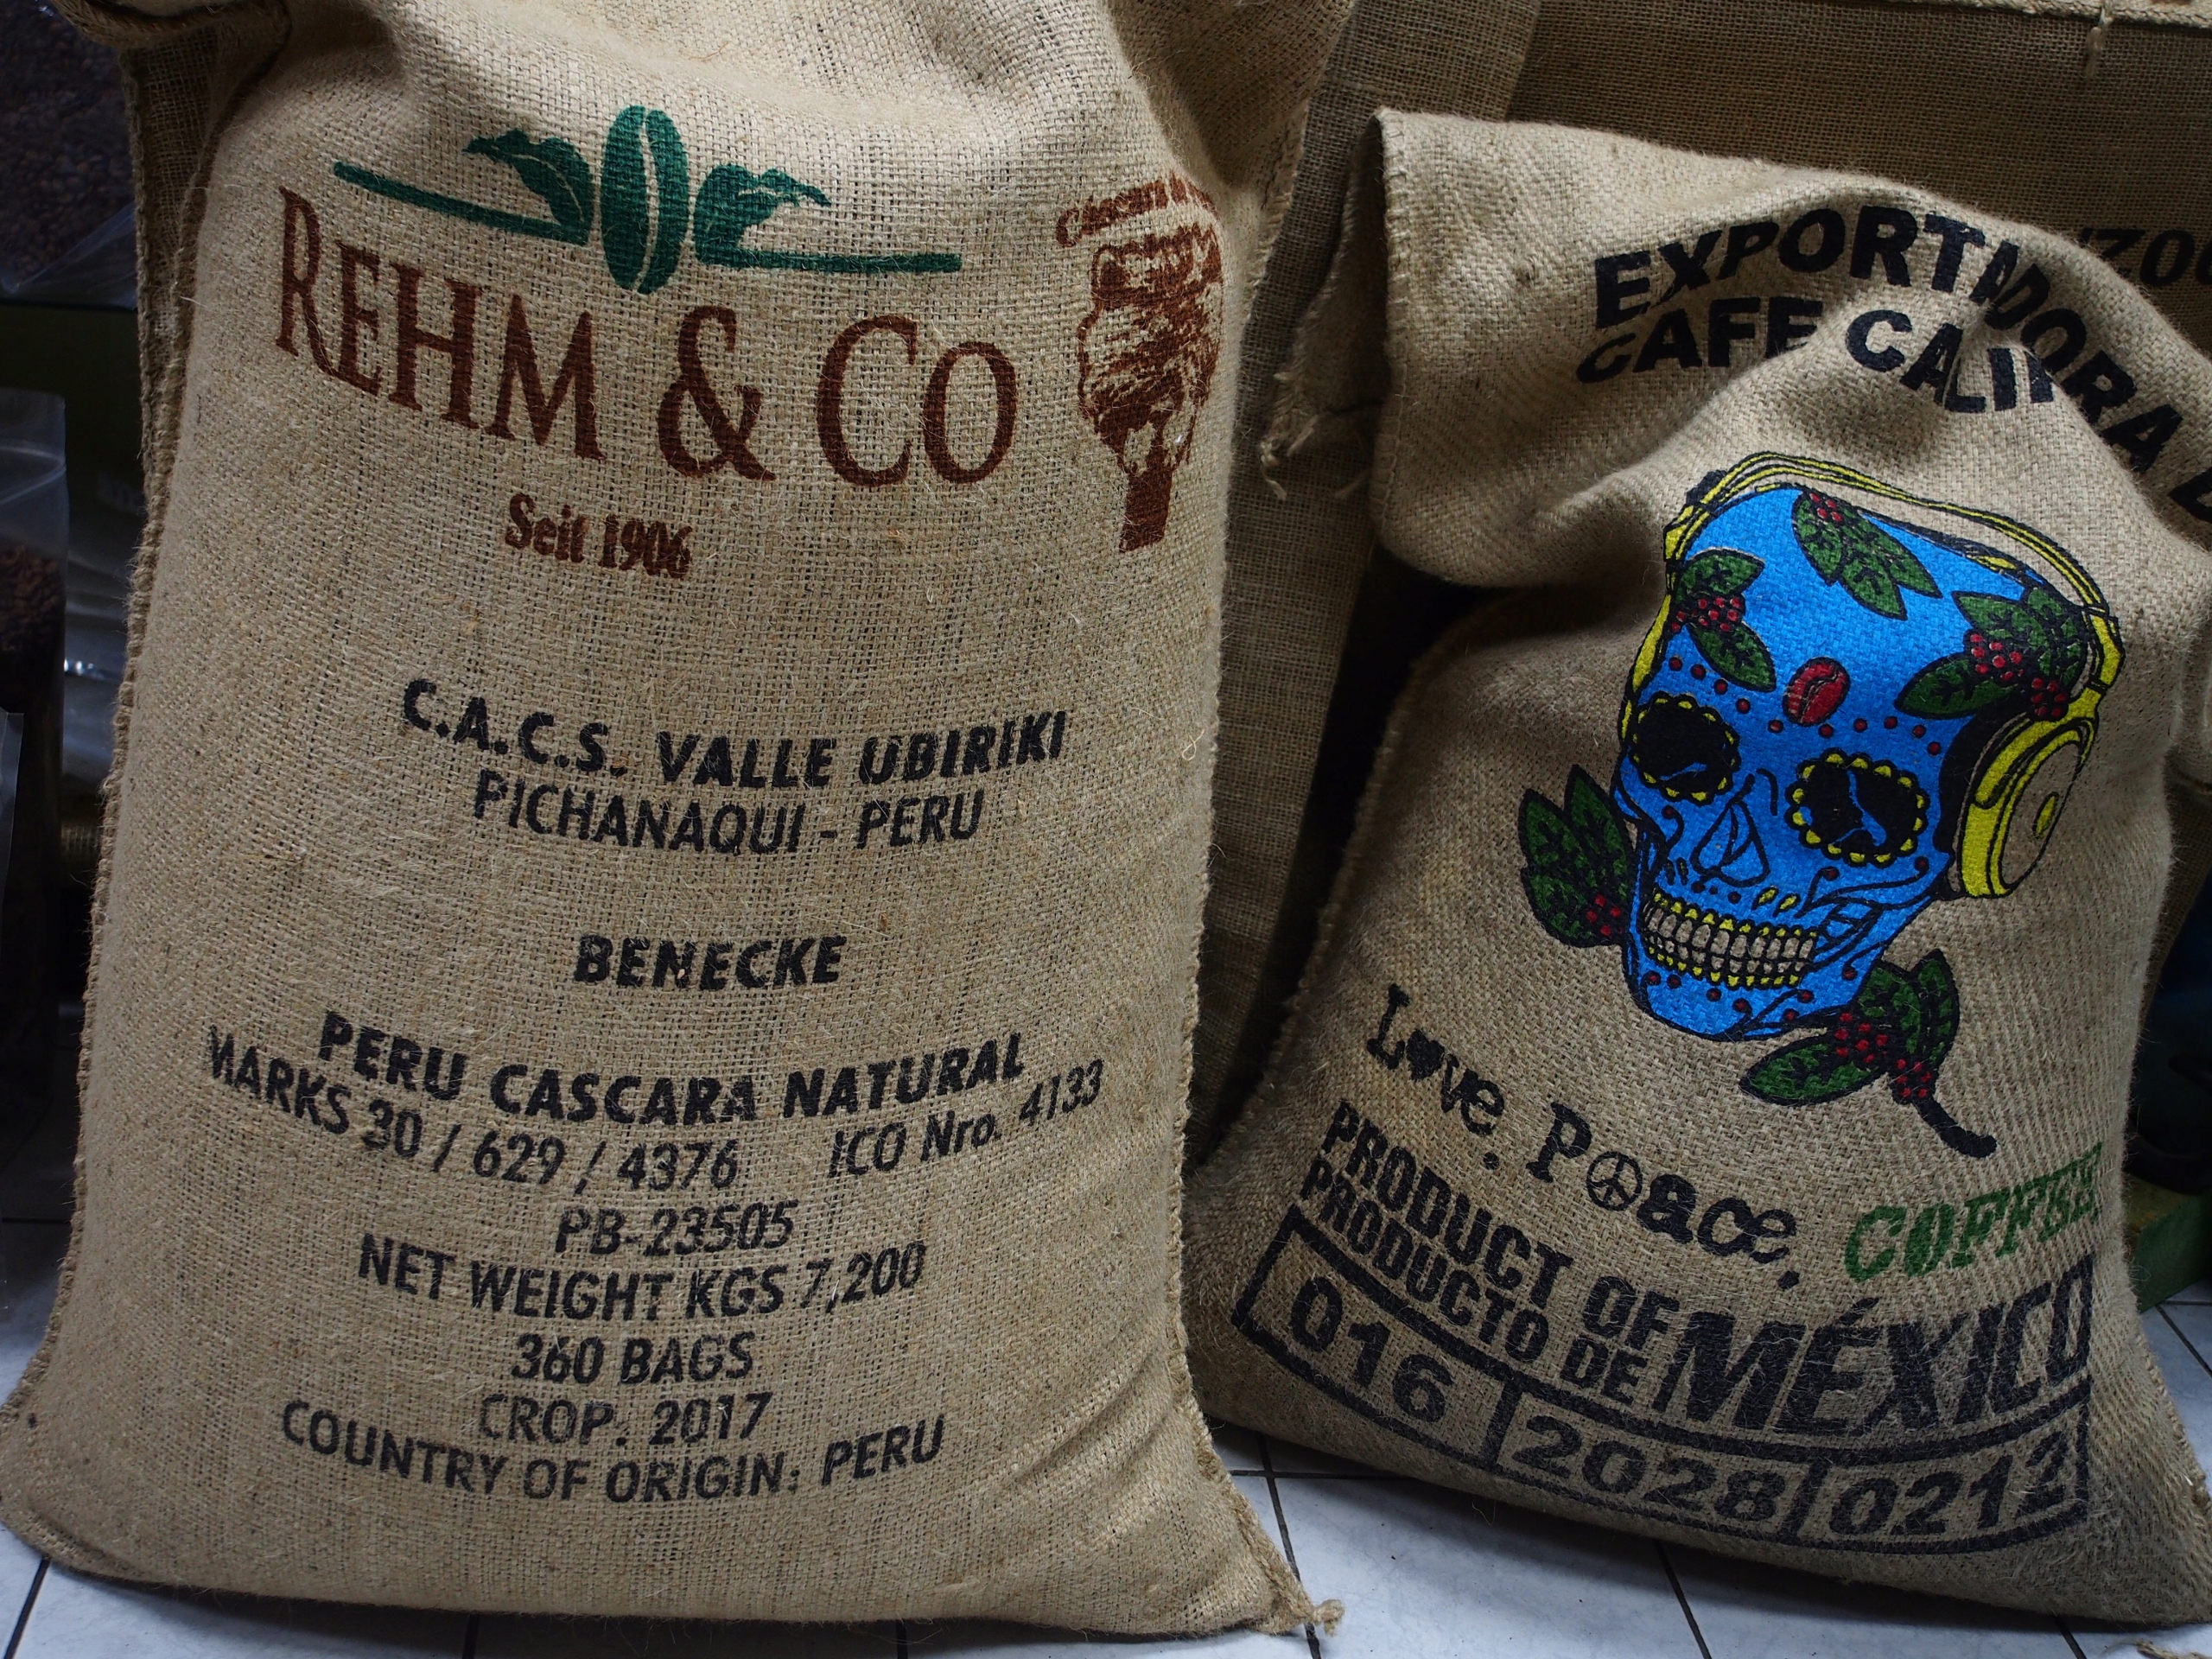 REHM & CO
Seit 1906
C.A.C.S. VALLE UBIRIKI
PICHANAQUI - PERU
BENECKE
PERU CASCARA NATURAL
MARKS 30 / 629 / 4376 ICO Nro. 4133
PB-23505
NET WEIGHT KGS 7,200
360 BAGS
CROP. 2017
COUNTRY OF ORIGIN: PERU
EXPORTADORA
CAFE
Love. Peace. COFFEE
PRODUCT OF
PRODUCTO DE MÉXICO
016 2028 0212